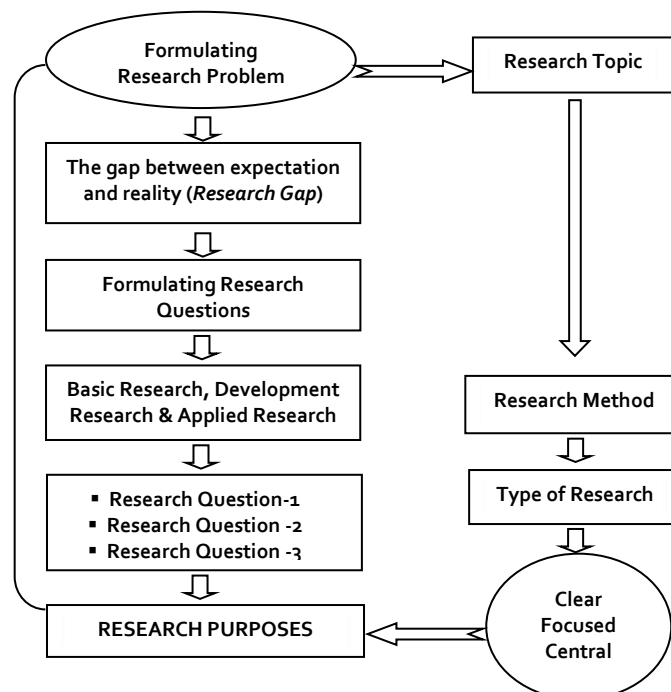 Formulating
Research Problem
Research Topic
The gap between expectation
and reality (Research Gap)
Formulating Research
Questions
Basic Research, Development
Research & Applied Research
Research Method
▪ Research Question-1
▪ Research Question -2
▪ Research Question -3
Type of Research
Clear
Focused
Central
RESEARCH PURPOSES